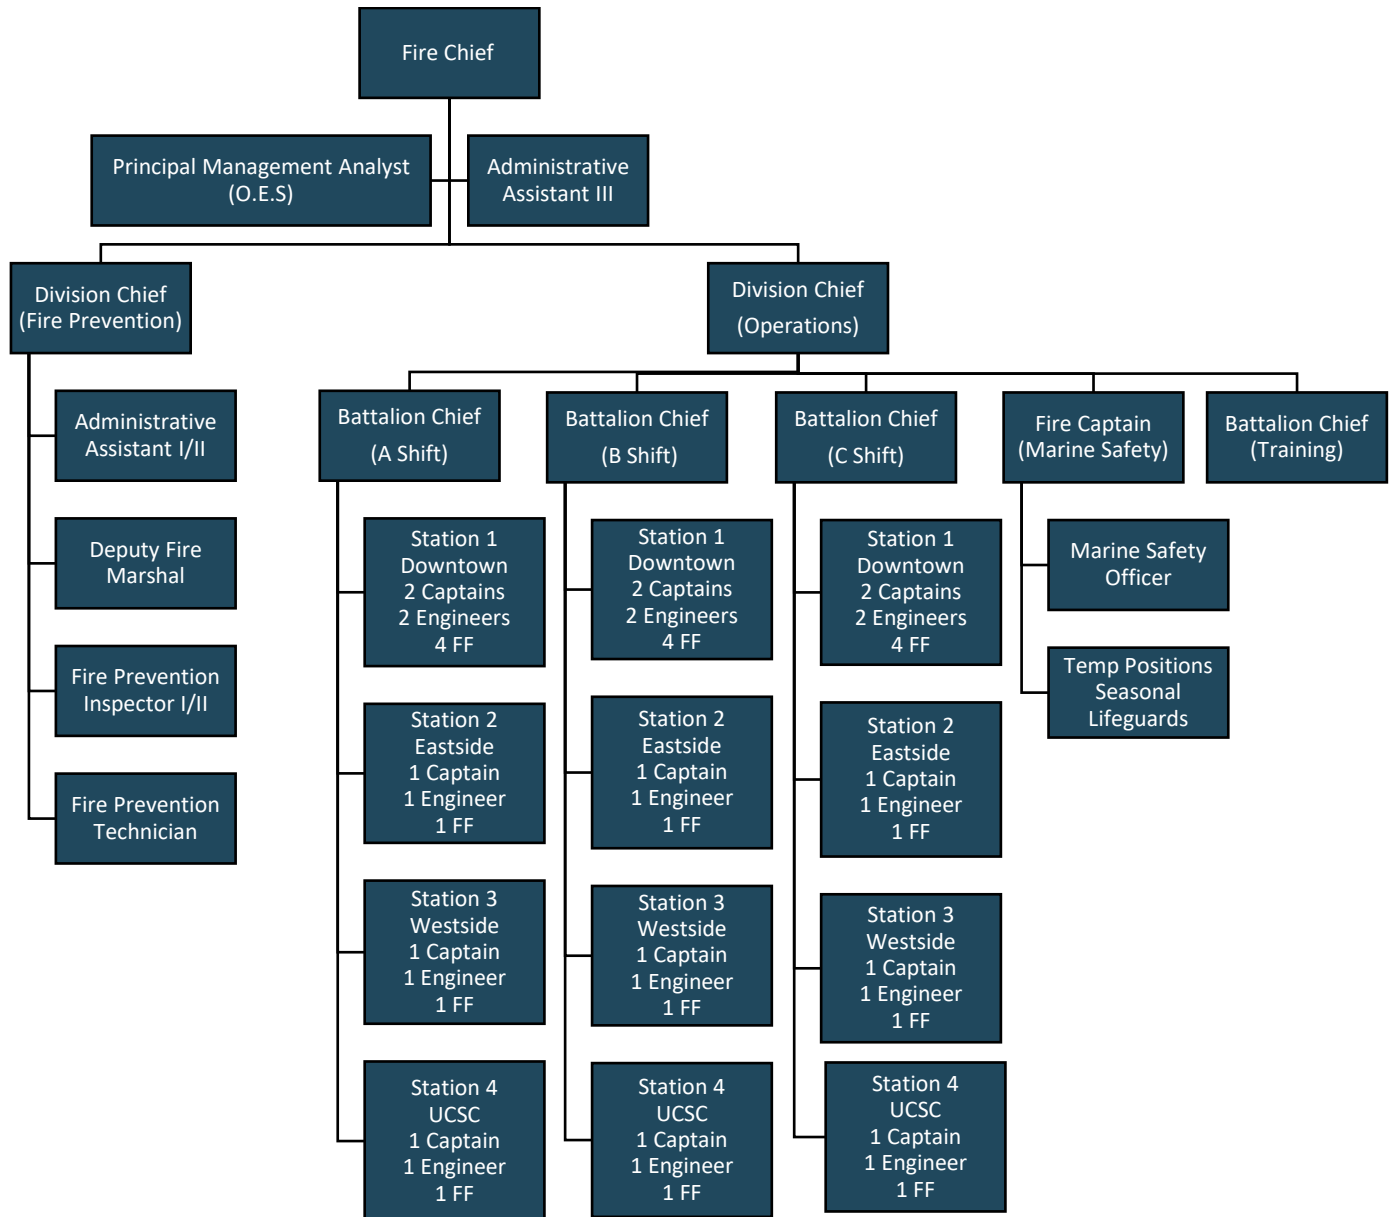 Fire Chief
Principal Management Analyst
(O.E.S)
Administrative
Assistant III
Division Chief
(Fire Prevention)
Division Chief
(Operations)
Administrative
Assistant I/II
Deputy Fire
Marshal
Fire Prevention
Inspector I/II
Fire Prevention
Technician
Battalion Chief
(A Shift)
Station 1
Downtown
2 Captains
2 Engineers
4 FF
Station 2
Eastside
1 Captain
1 Engineer
1 FF
Station 3
Westside
1 Captain
1 Engineer
1 FF
Station 4
UCSC
1 Captain
1 Engineer
1 FF
Battalion Chief
(B Shift)
Station 1
Downtown
2 Captains
2 Engineers
4 FF
Station 2
Eastside
1 Captain
1 Engineer
1 FF
Station 3
Westside
1 Captain
1 Engineer
1 FF
Station 4
UCSC
1 Captain
1 Engineer
1 FF
Battalion Chief
(C Shift)
Station 1
Downtown
2 Captains
2 Engineers
4 FF
Station 2
Eastside
1 Captain
1 Engineer
1 FF
Station 3
Westside
1 Captain
1 Engineer
1 FF
Station 4
UCSC
1 Captain
1 Engineer
1 FF
Fire Captain
(Marine Safety)
Marine Safety
Officer
Temp Positions
Seasonal
Lifeguards
Battalion Chief
(Training)